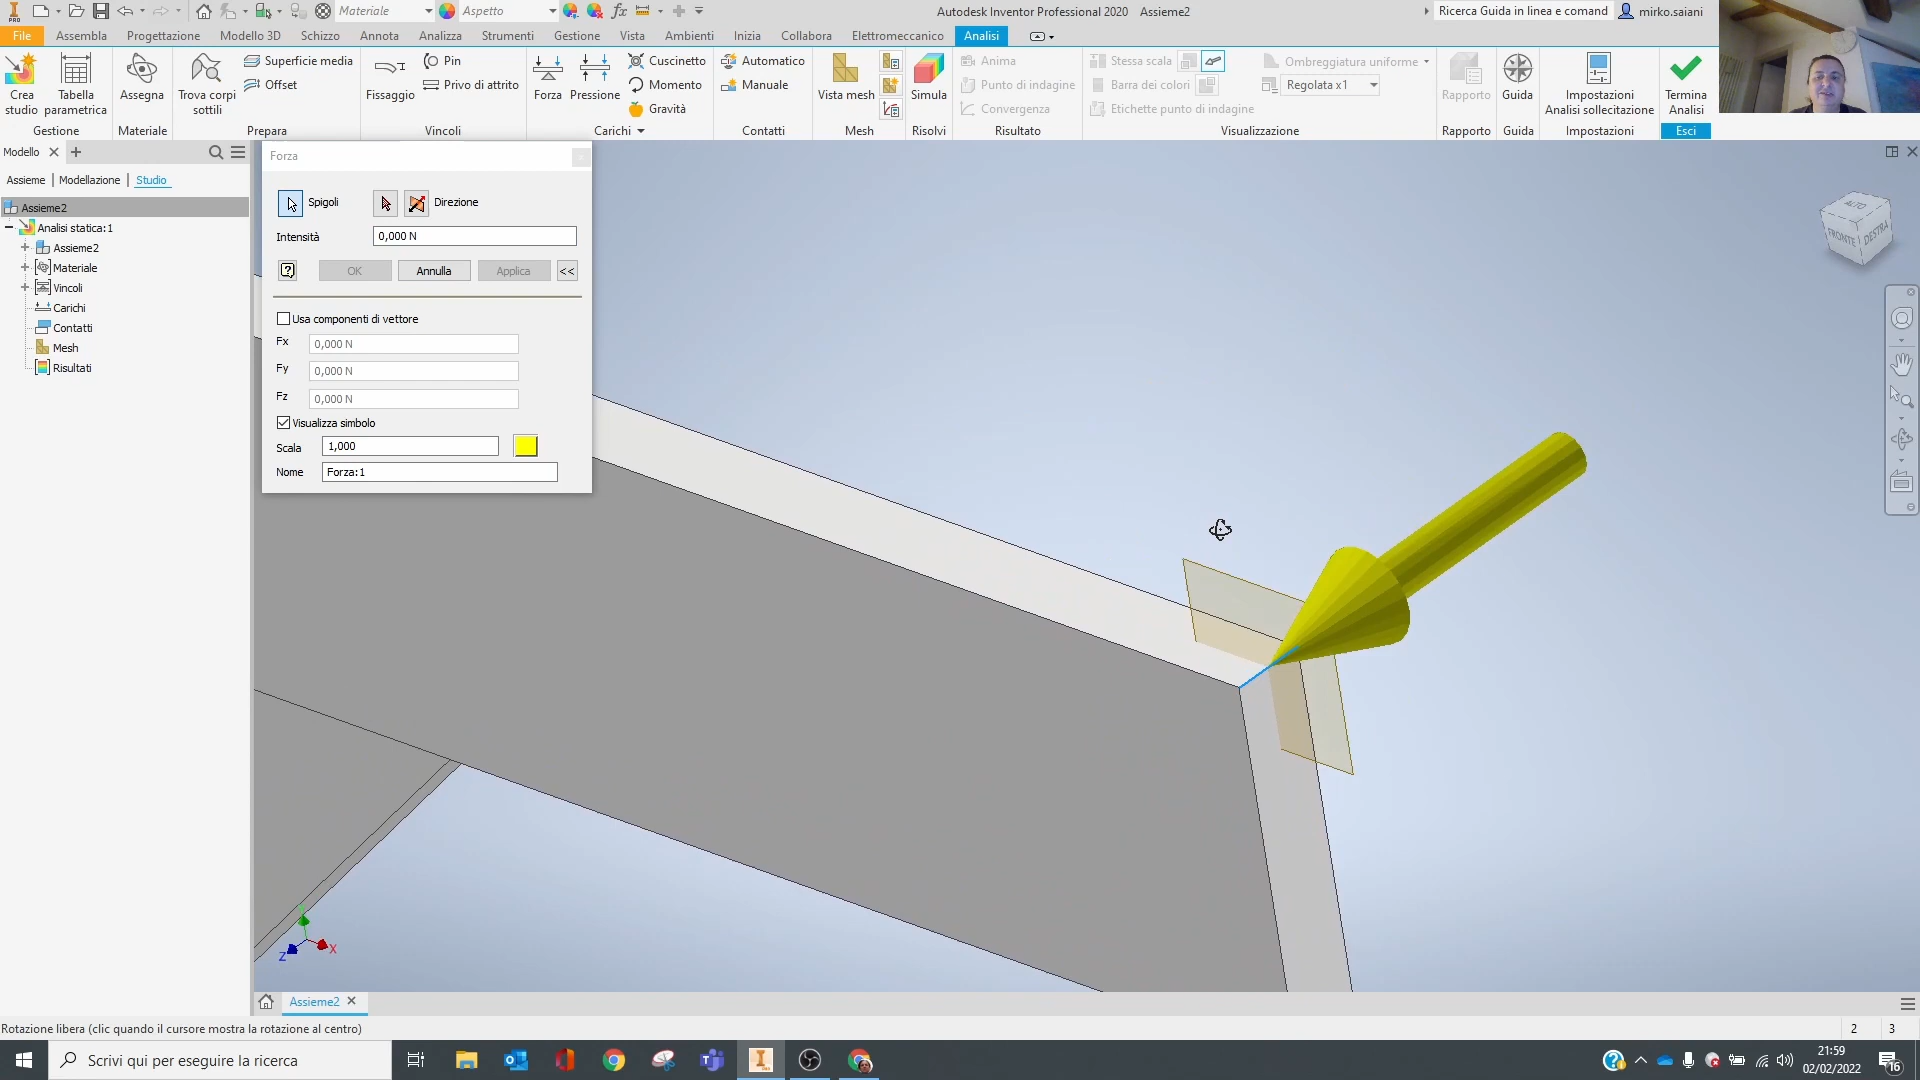 Materiale
Aspetto
Autodesk Inventor Professional 2020 Assieme2
Ricerca Guida in linea e comand
mirko.saiani
File Assembla Progettazione Modello 3D Schizzo Annota Analizza Strumenti Gestione Vista Ambienti Inizia Collabora Elettromeccanico Analisi
Crea studio
Tabella parametrica
Gestione
Assegna
Materiale
Trova corpi sottili
Superficie media
Offset
Prepara
Fissaggio
Pin
Privo di attrito
Vincoli
Forza
Pressione
Cuscinetto
Momento
Gravità
Carichi
Automatico
Manuale
Contatti
Vista mesh
Mesh
Simula
Risolvi
Anima
Punto di indagine
Convergenza
Risultato
Stessa scala
Barra dei colori
Etichette punto di indagine
Ombreggiatura uniforme
Regolata x1
Visualizzazione
Rapporto
Rapporto
Guida
Guida
Impostazioni
Analisi sollecitazione
Impostazioni
Termina
Analisi
Esci
Modello
Assieme Modellazione Studio
Assieme2
Analisi statica:1
Assieme2
Materiale
Vincoli
Carichi
Contatti
Mesh
Risultati
Forza
Spigoli
Direzione
Intensità 0,000 N
OK Annulla Applica <<
Usa componenti di vettore
Fx 0,000 N
Fy 0,000 N
Fz 0,000 N
Visualizza simbolo
Scala 1,000
Nome Forza:1
ALTO
FRONTE
DESTRA
X
Z
Assieme2
Rotazione libera (clic quando il cursore mostra la rotazione al centro)
2 3
Scrivi qui per eseguire la ricerca
21:59
02/02/2022
16